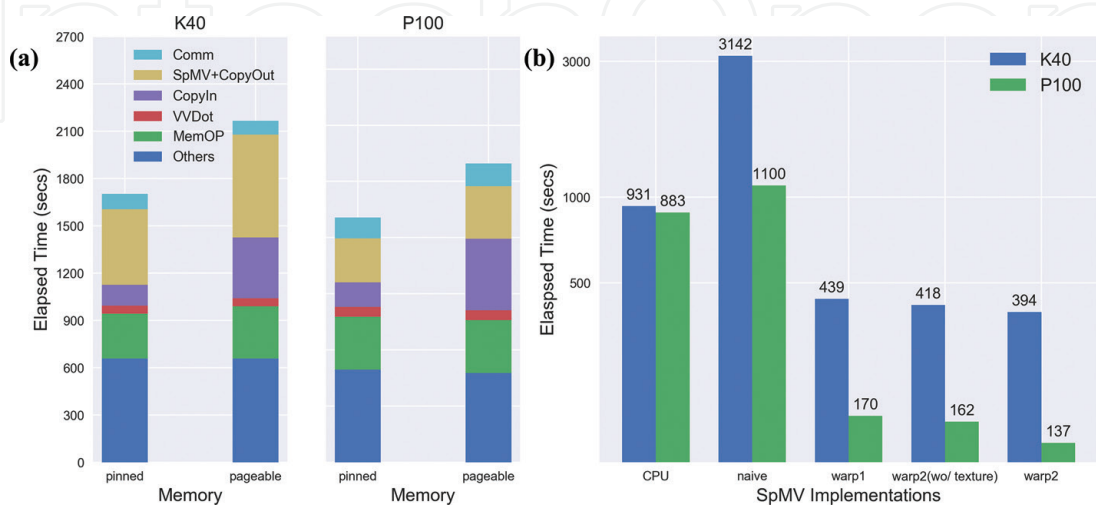 K40
P100
(a)
2700
2400
2100
1800
1500
1200
900
600
300
0
Elapsed Time (secs)
Comm
SpMV+CopyOut
CopyIn
VVDot
MemOP
Others
pinned
pageable
Memory
pinned
pageable
Memory
(b)
3000
1000
500
Elaspsed Time (secs)
K40
P100
931
883
3142
1100
439
170
418
162
394
137
CPU
naive
warp1
warp2(wo/ texture)
warp2
SpMV Implementations